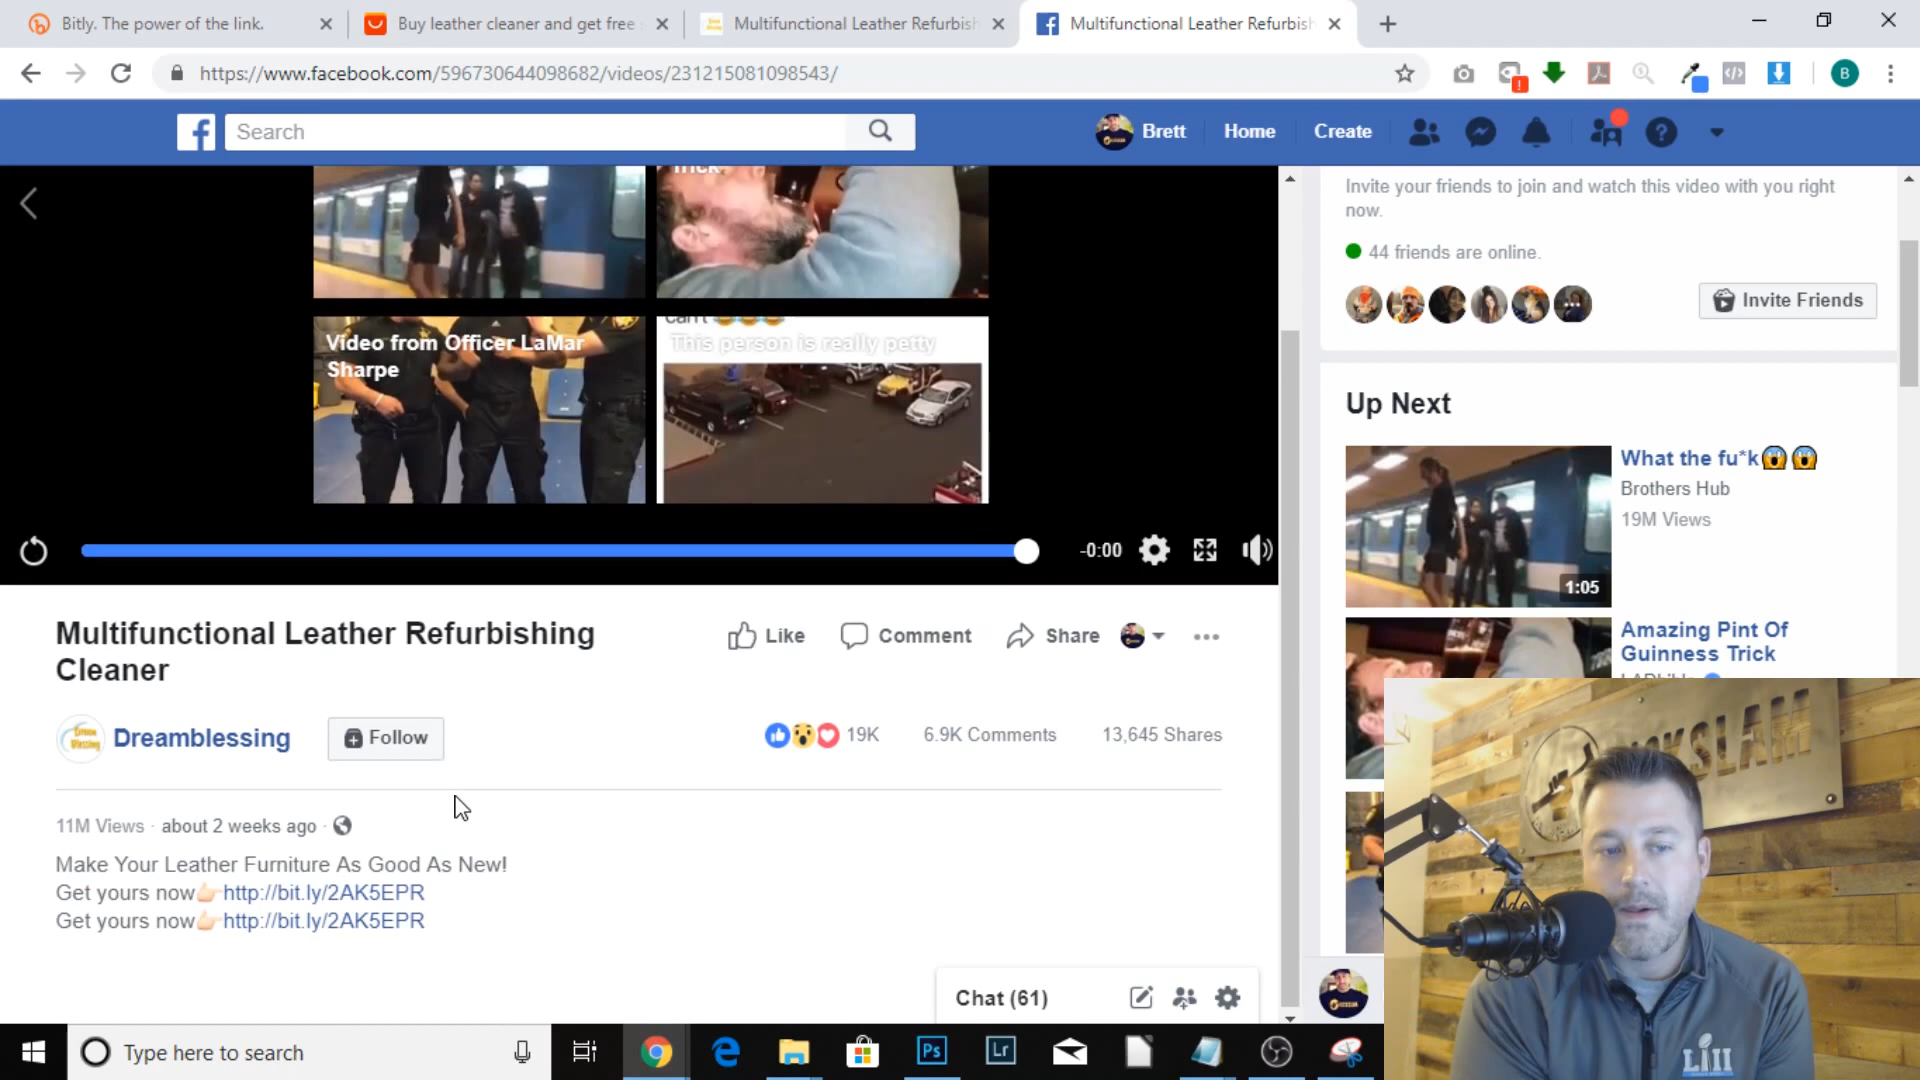 Bitly. The power of the link.
Buy leather cleaner and get free
Multifunctional Leather Refurbish
Multifunctional Leather Refurbish
https://www.facebook.com/596730644098682/videos/231215081098543/
B
Search
Brett
Home
Create
Trick
Video from Officer LaMar
Sharpe
can't
This person is really petty
-0:00
Invite your friends to join and watch this video with you right
now.
44 friends are online.
Invite Friends
Up Next
What the fu*k
Brothers Hub
19M Views
1:05
Amazing Pint Of
Guinness Trick
Multifunctional Leather Refurbishing
Cleaner
Like
Comment
Share
Dreamblessing
Follow
19K
6.9K Comments
13,645 Shares
11M Views · about 2 weeks ago ·
Make Your Leather Furniture As Good As New!
Get yours now http://bit.ly/2AK5EPR
Get yours now http://bit.ly/2AK5EPR
Chat (61)
Type here to search
Ps
Lr
LII